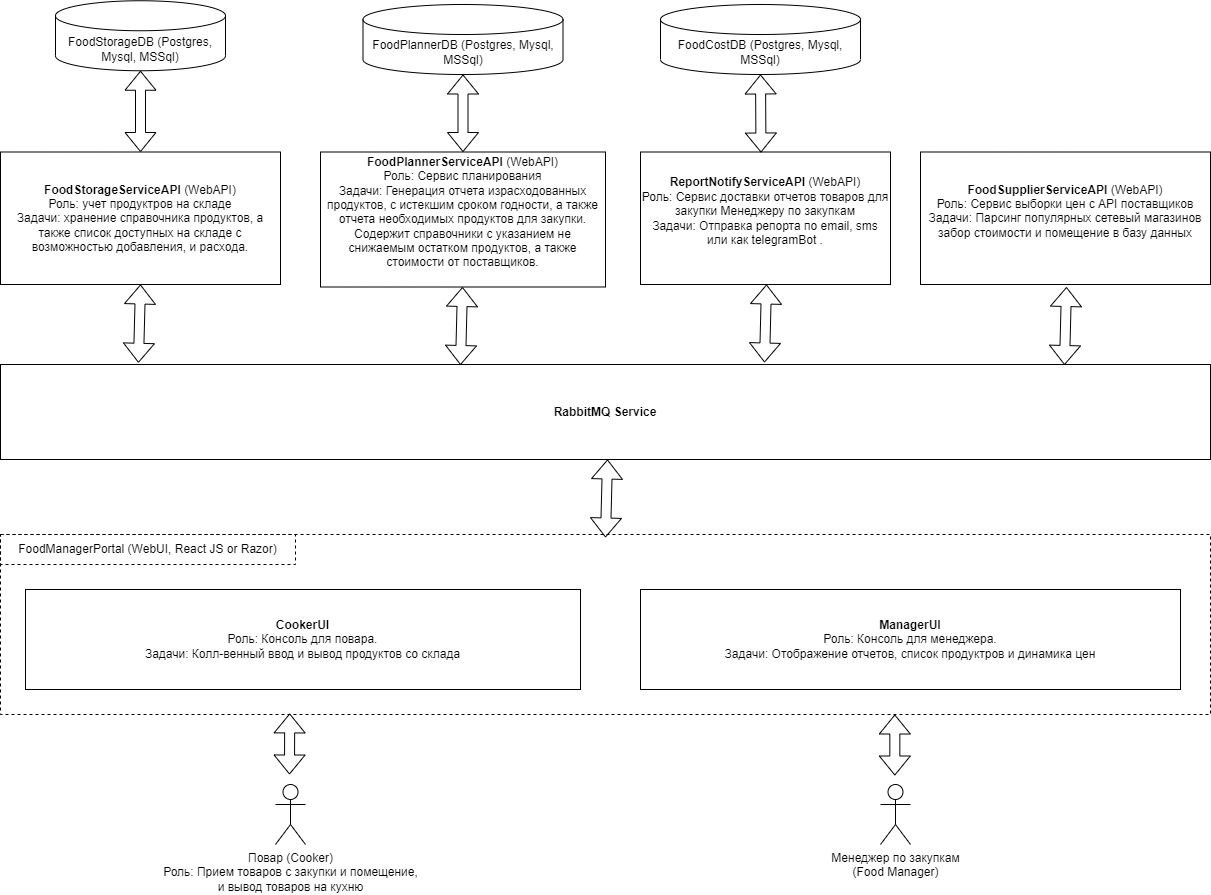 FoodStorageDB (Postgres,
Mysql, MSSql)
FoodPlannerDB (Postgres, Mysql,
MSSql)
FoodCostDB (Postgres, Mysql,
MSSql)
FoodStorageServiceAPI (WebAPI)
Роль: учет продуктров на складе
Задачи: хранение справочника продуктов, а
также список доступных на складе с
возможностью добавления, и расхода.
FoodPlannerServiceAPI (WebAPI)
Роль: Сервис планирования
Задачи: Генерация отчета израсходованных
продуктов, с истекшим сроком годности, а также
отчета необходимых продуктов для закупки.
Содержит справочники с указанием не
снижаемым остатком продуктов, а также
стоимости от поставщиков.
ReportNotifyServiceAPI (WebAPI)
Роль: Сервис доставки отчетов товаров для
закупки Менеджеру по закупкам
Задачи: Отправка репорта по email, sms
или как telegramBot .
FoodSupplierServiceAPI (WebAPI)
Роль: Сервис выборки цен с API поставщиков
Задачи: Парсинг популярных сетевый магазинов
забор стоимости и помещение в базу данных
RabbitMQ Service
FoodManagerPortal (WebUI, React JS or Razor)
CookerUI
Роль: Консоль для повара.
Задачи: Колл-венный ввод и вывод продуктов со склада
ManagerUI
Роль: Консоль для менеджера.
Задачи: Отображение отчетов, список продуктров и динамика цен
Повар (Cooker)
Роль: Прием товаров с закупки и помещение,
и вывод товаров на кухню
Менеджер по закупкам
(Food Manager)